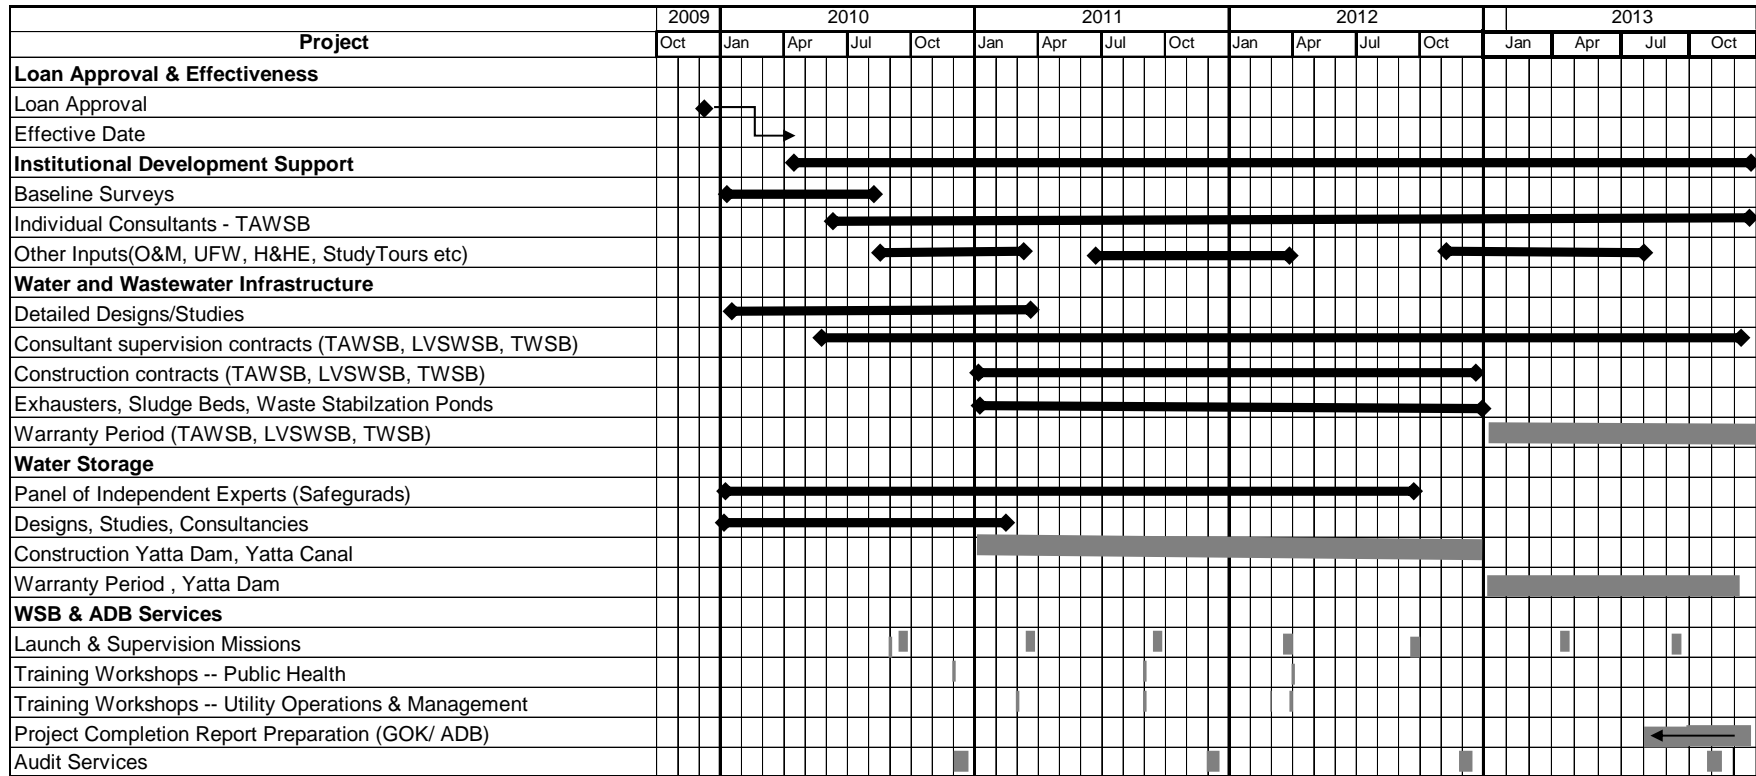 2009 2010 2011 2012 2013
Project Oct Jan Apr Jul Oct Jan Apr Jul Oct Jan Apr Jul Oct Jan Apr Jul Oct
Loan Approval & Effectiveness
Loan Approval
Effective Date
Institutional Development Support
Baseline Surveys
Individual Consultants - TAWSB
Other Inputs(O&M, UFW, H&HE, StudyTours etc)
Water and Wastewater Infrastructure
Detailed Designs/Studies
Consultant supervision contracts (TAWSB, LVSWSB, TWSB)
Construction contracts (TAWSB, LVSWSB, TWSB)
Exhausters, Sludge Beds, Waste Stabilzation Ponds
Warranty Period (TAWSB, LVSWSB, TWSB)
Water Storage
Panel of Independent Experts (Safegurads)
Designs, Studies, Consultancies
Construction Yatta Dam, Yatta Canal
Warranty Period , Yatta Dam
WSB & ADB Services
Launch & Supervision Missions
Training Workshops -- Public Health
Training Workshops -- Utility Operations & Management
Project Completion Report Preparation (GOK/ ADB)
Audit Services